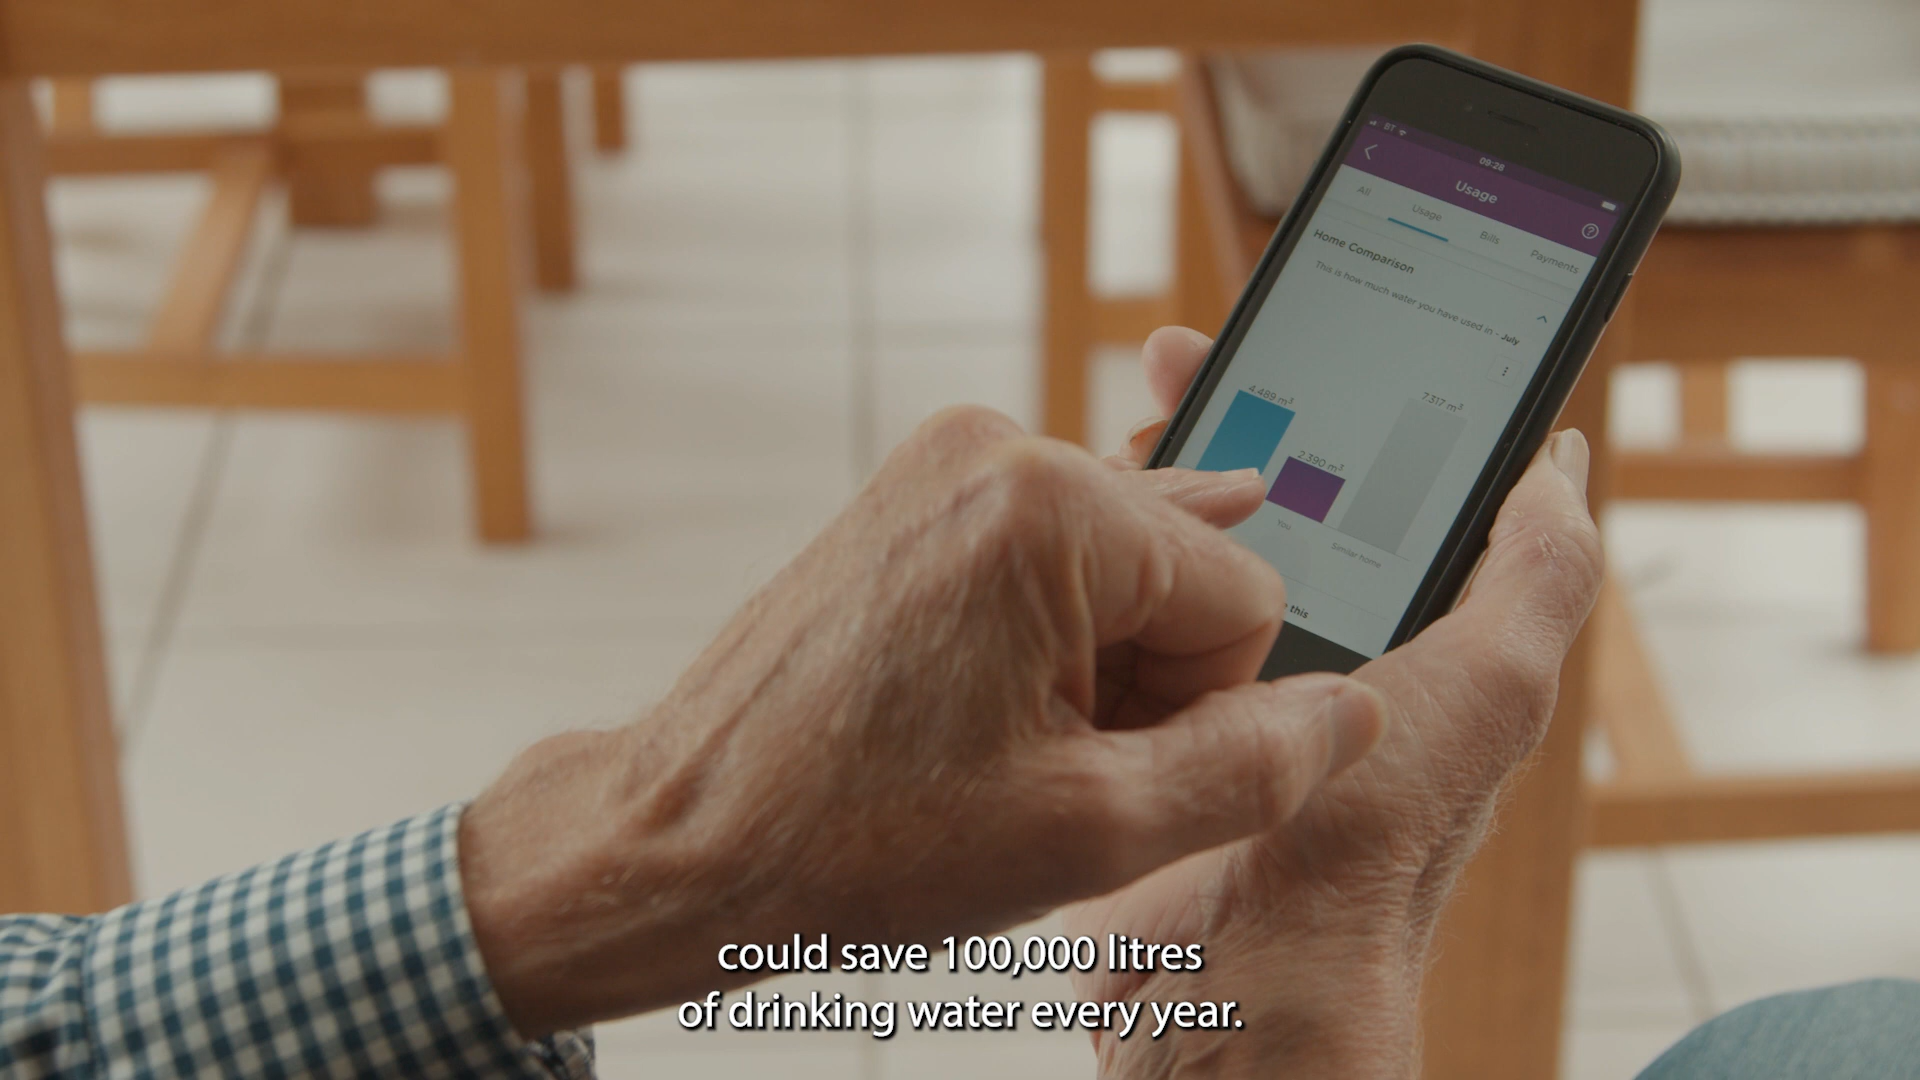 BT
09:28
Usage
All Usage Bills Payments
Home Comparison
This is how much water you have used in - July
4.489 m³
2.390 m³
7.317 m³
You
Similar home
this
could save 100,000 litres
of drinking water every year.